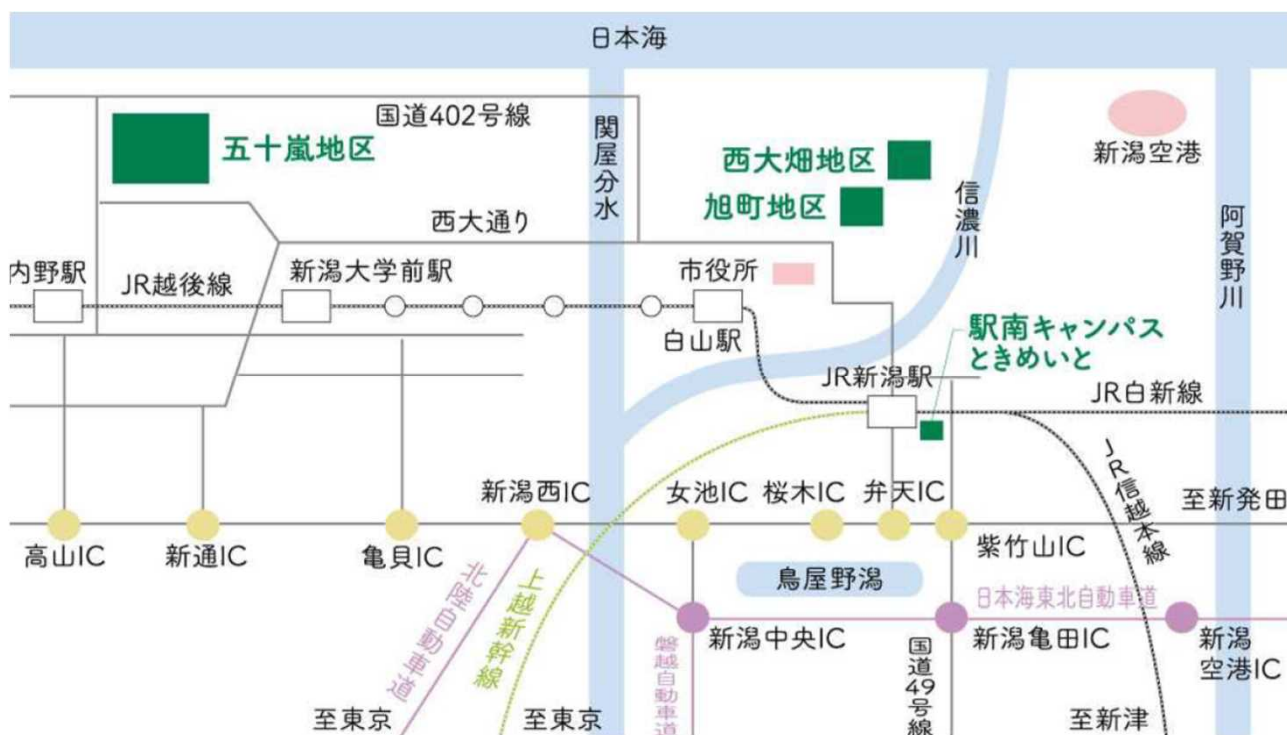 日本海
国道402号線
五十嵐地区
関屋分水
西大畑地区
旭町地区
信濃川
新潟空港
阿賀野川
西大通り
内野駅
JR越後線
新潟大学前駅
市役所
白山駅
駅南キャンパス
ときめいと
JR新潟駅
JR白新線
JR信越本線
新潟西IC
女池IC
桜木IC
弁天IC
至新発田
高山IC
新通IC
亀貝IC
紫竹山IC
鳥屋野潟
北陸自動車道
上越新幹線
日本海東北自動車道
新潟中央IC
新潟亀田IC
新潟
空港IC
磐越自動車道
国道49号線
至東京
至東京
至新津